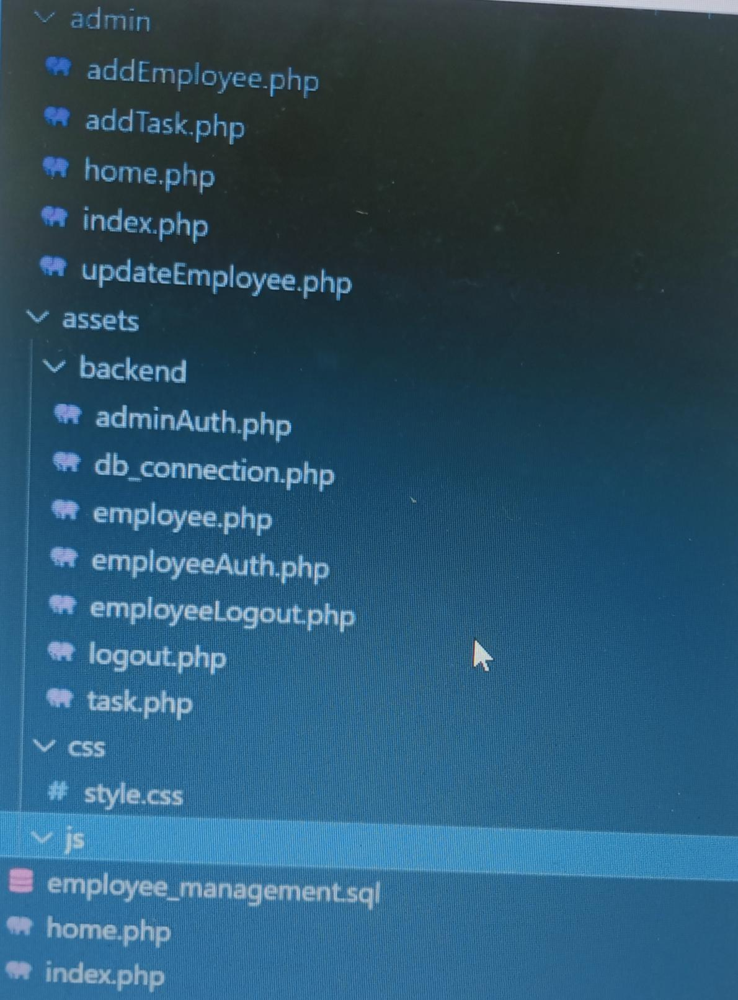 admin
addEmployee.php
addTask.php
home.php
index.php
updateEmployee.php
assets
backend
adminAuth.php
db_connection.php
employee.php
employeeAuth.php
employeeLogout.php
logout.php
task.php
css
# style.css
js
employee_management.sql
home.php
index.php